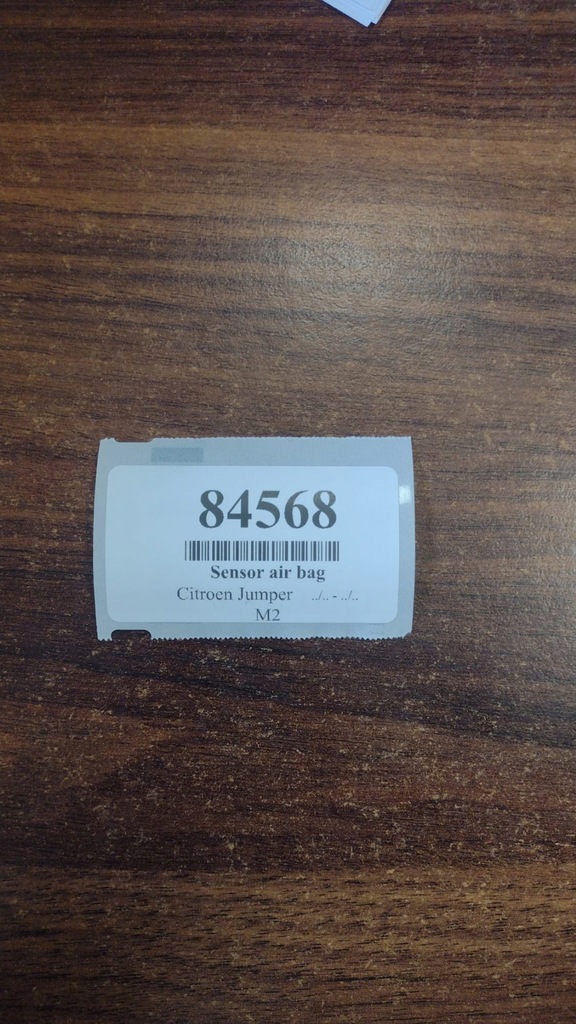 84568
Sensor air bag
Citroen Jumper ../.. - ../..
M2